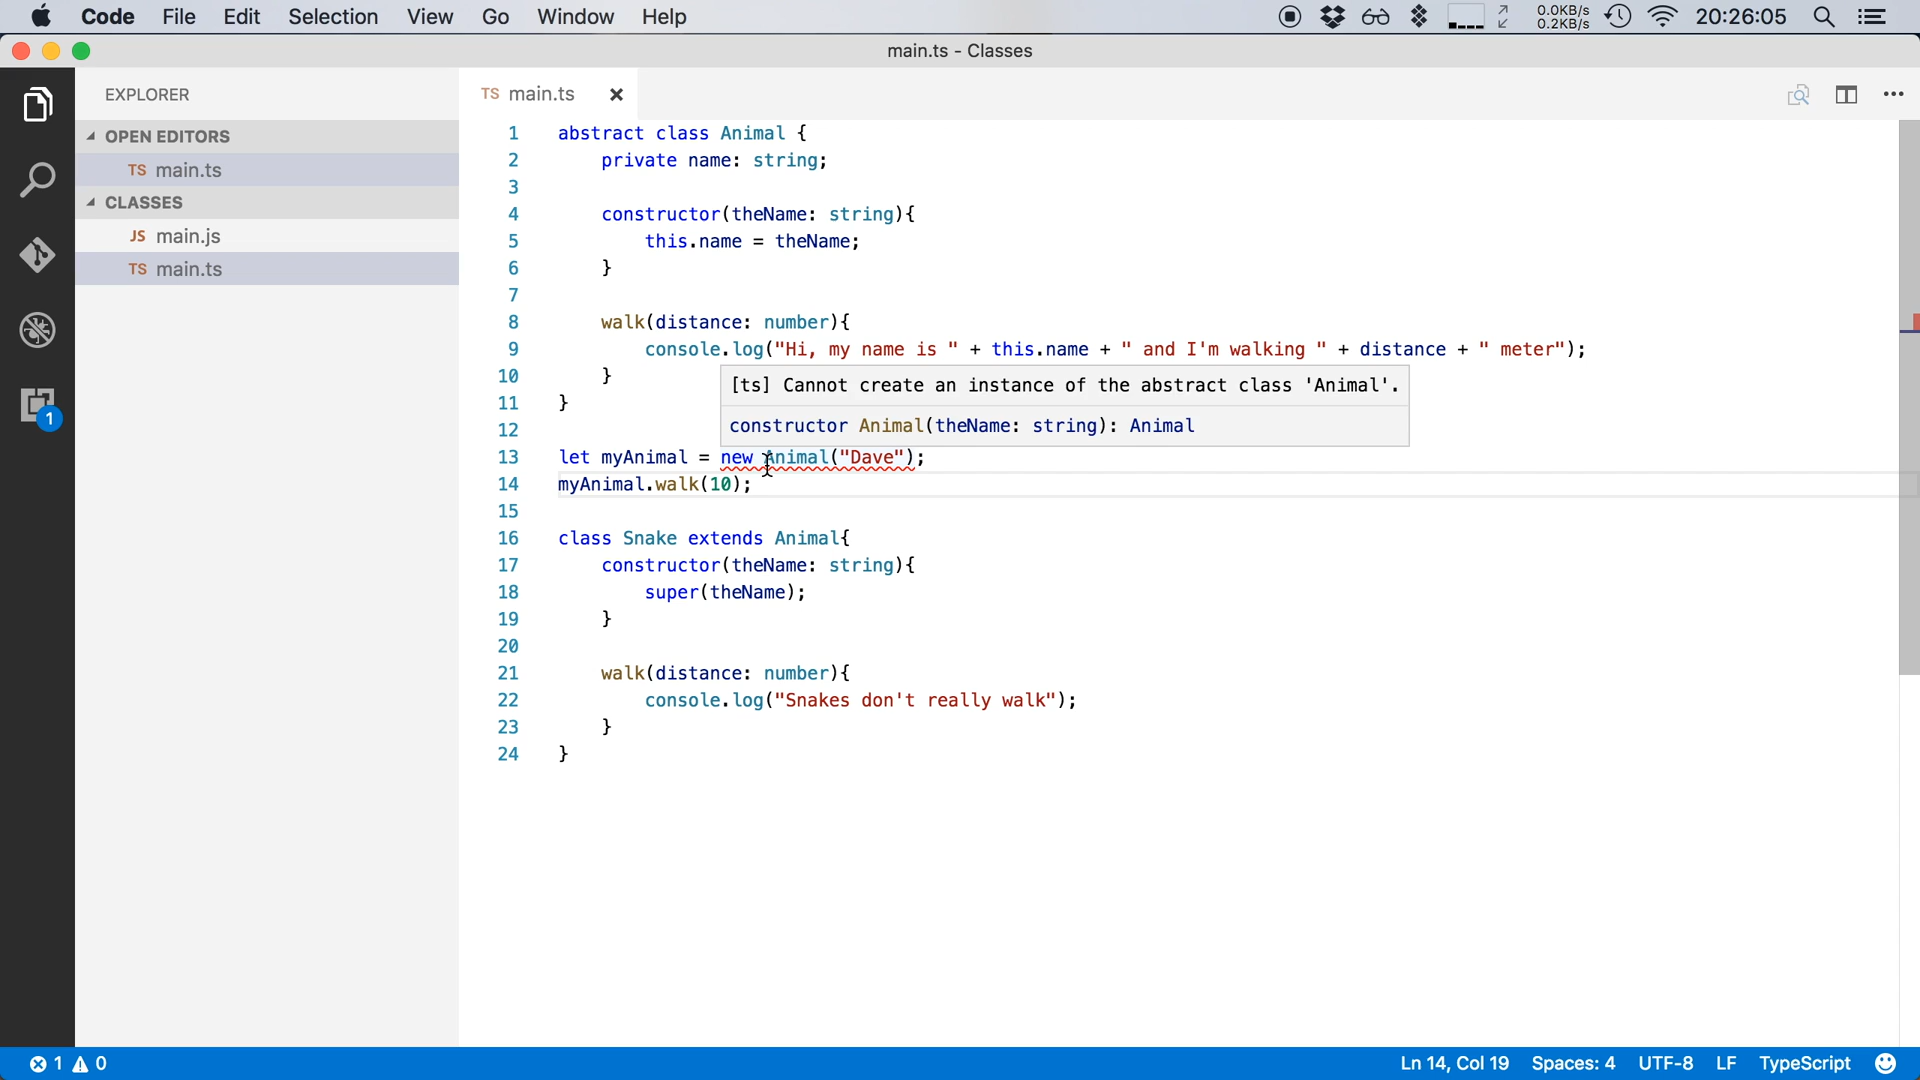 Code File Edit Selection View Go Window Help 0.0KB/s 0.2KB/s 20:26:05
main.ts - Classes
EXPLORER
OPEN EDITORS
TS main.ts
CLASSES
JS main.js
TS main.ts
1
TS main.ts
1 abstract class Animal {
2     private name: string;
3
4     constructor(theName: string){
5         this.name = theName;
6     }
7
8     walk(distance: number){
9         console.log("Hi, my name is " + this.name + " and I'm walking " + distance + " meter");
10     }
11 }
[ts] Cannot create an instance of the abstract class 'Animal'.
constructor Animal(theName: string): Animal
12
13 let myAnimal = new Animal("Dave");
14 myAnimal.walk(10);
15
16 class Snake extends Animal{
17     constructor(theName: string){
18         super(theName);
19     }
20
21     walk(distance: number){
22         console.log("Snakes don't really walk");
23     }
24 }
1 0 Ln 14, Col 19 Spaces: 4 UTF-8 LF TypeScript